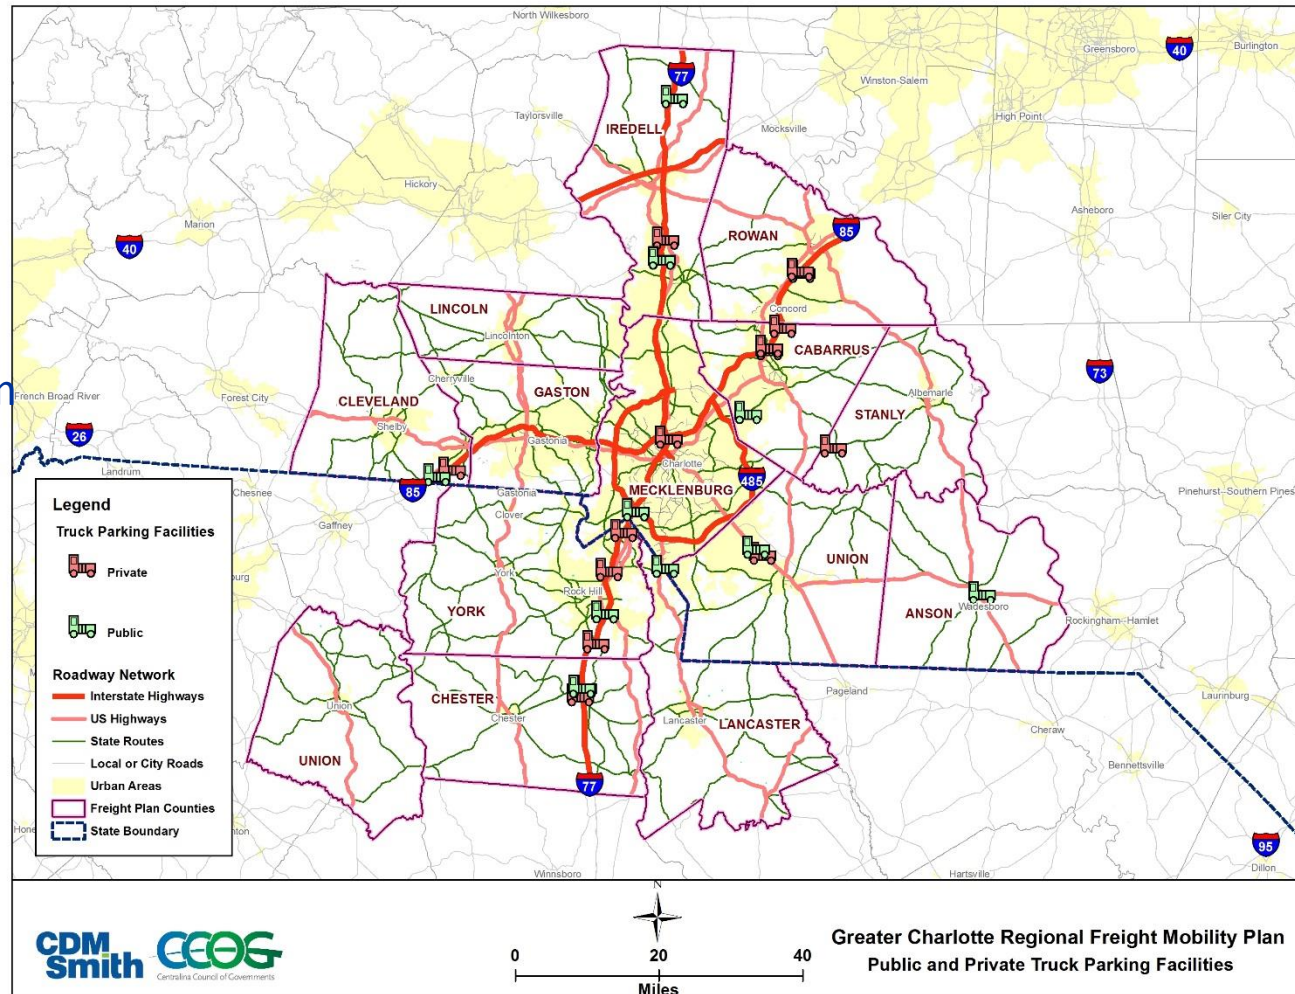 North Wilkesboro
Greensboro
40
Burlington
77
Winston-Salem
Taylorsville
IREDELL
Mocksville
High Point
Hickory
Asheboro
Siler City
Marion
40
ROWAN
85
LINCOLN
Concord
Lincolnton
CABARRUS
73
n
French Broad River
Forest City
Cherryville
CLEVELAND
GASTON
Albemarle
STANLY
Shelby
26
Gastonia
Landrum
Charlotte
485
Chesnee
85
Gastonia
MECKLENBURG
Pinehurst--Southern Pines
Clover
Gaffney
UNION
York
Rock Hill
YORK
ANSON
Wadesboro
Rockingham--Hamlet
burg
Pageland
Laurinburg
CHESTER
Chester
Lancaster
LANCASTER
Cheraw
Union
UNION
Bennettsville
77
95
Dillon
Winnsboro
Hartsville
Legend
Truck Parking Facilities
Private
Public
Roadway Network
Interstate Highways
US Highways
State Routes
Local or City Roads
Urban Areas
Freight Plan Counties
State Boundary
CDM
Smith
CCOG
Centralina Council of Governments
N
0 20 40
Miles
Greater Charlotte Regional Freight Mobility Plan
Public and Private Truck Parking Facilities